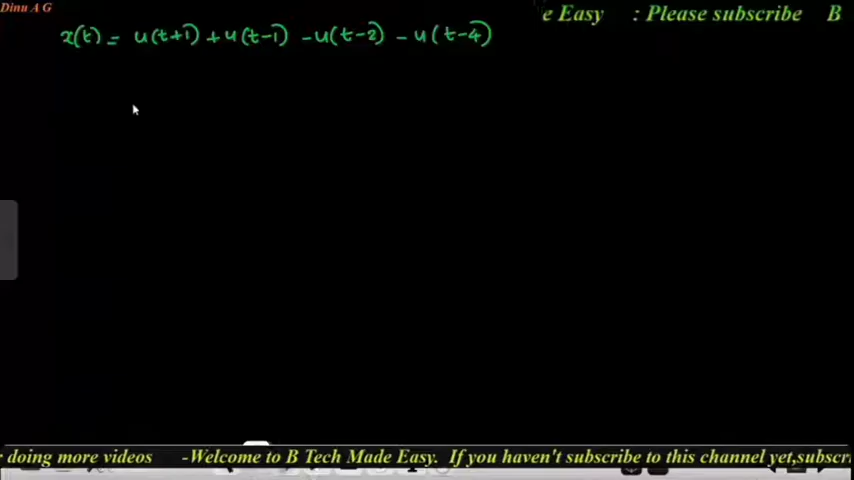 Dinu A G
e Easy : Please subscribe B
x(t) = u(t+1) + u(t-1) - u(t-2) - u(t-4)
doing more videos -Welcome to B Tech Made Easy. If you haven't subscribe to this channel yet,subscr